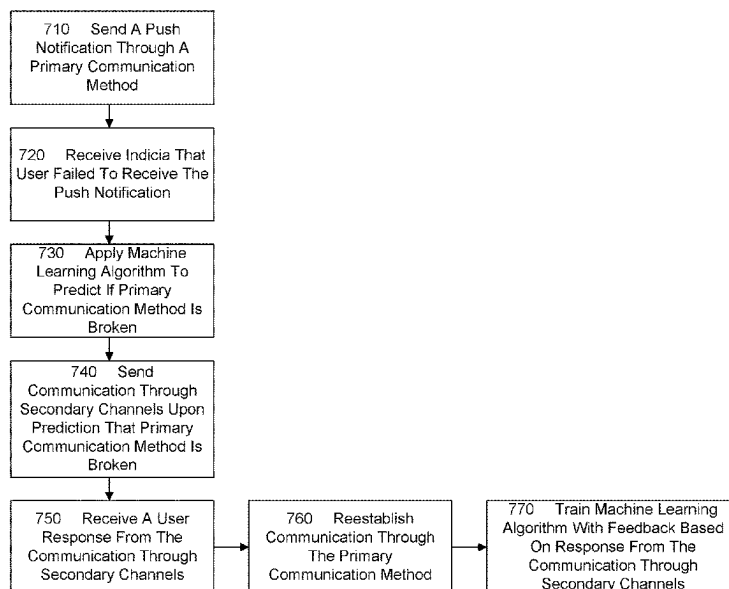 710 Send A Push
Notification Through A
Primary Communication
Method
720 Receive Indicia That
User Failed To Receive The
Push Notification
730 Apply Machine
Learning Algorithm To
Predict If Primary
Communication Method Is
Broken
740 Send
Communication Through
Secondary Channels Upon
Prediction That Primary
Communication Method Is
Broken
750 Receive A User
Response From The
Communication Through
Secondary Channels
760 Reestablish
Communication Through
The Primary
Communication Method
770 Train Machine Learning
Algorithm With Feedback Based
On Response From The
Communication Through
Secondary Channels